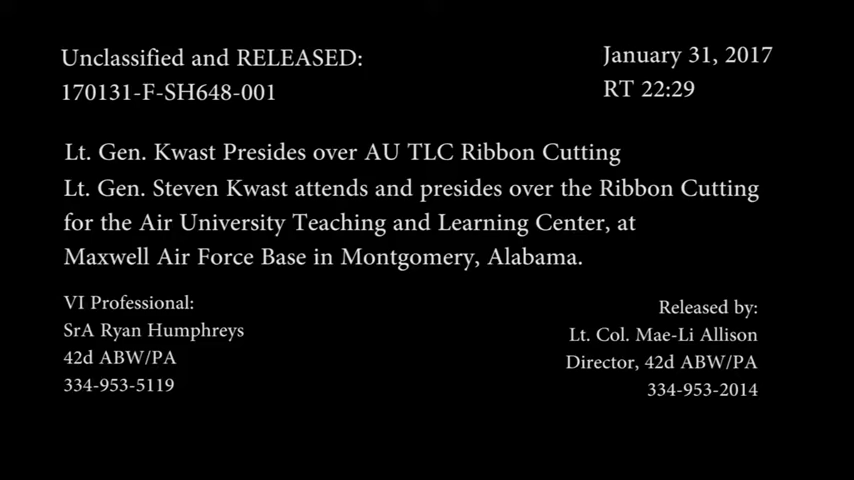 Unclassified and RELEASED:
170131-F-SH648-001
January 31, 2017
RT 22:29
Lt. Gen. Kwast Presides over AU TLC Ribbon Cutting
Lt. Gen. Steven Kwast attends and presides over the Ribbon Cutting
for the Air University Teaching and Learning Center, at
Maxwell Air Force Base in Montgomery, Alabama.
VI Professional:
SrA Ryan Humphreys
42d ABW/PA
334-953-5119
Released by:
Lt. Col. Mae-Li Allison
Director, 42d ABW/PA
334-953-2014